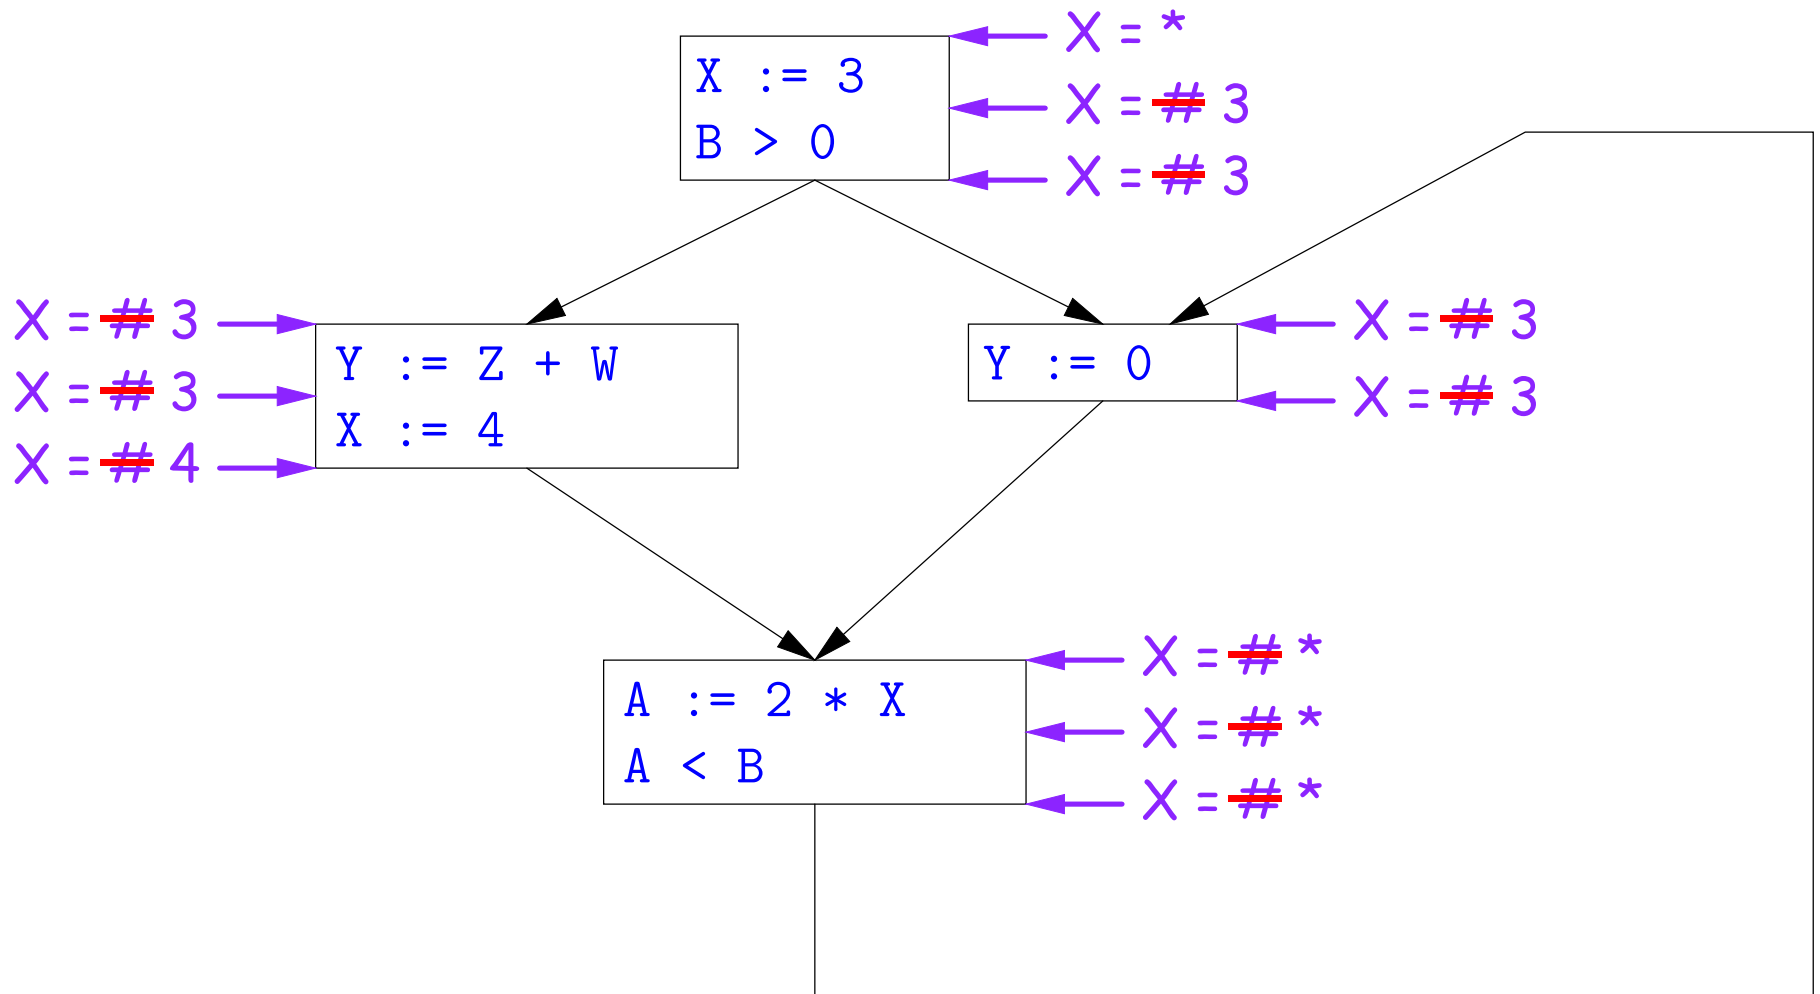 X = *
X := 3
X = # 3
B > 0
X = # 3
X = # 3
Y := Z + W
X = # 3
X := 4
X = # 4
X = # 3
Y := 0
X = # 3
X = # *
A := 2 * X
X = # *
A < B
X = # *